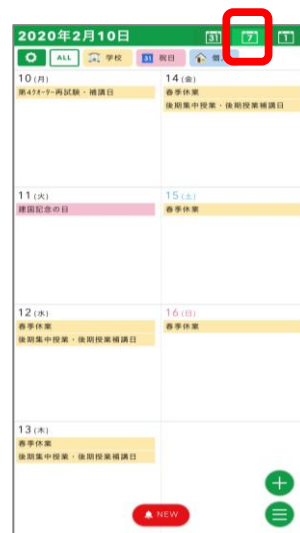 2020年2月10日
31 7 1
ALL 学校 31 祝日 個人
10(月)
第4クオーター再試験・補講日
14(金)
春季休業
後期集中授業・後期授業補講日
11(火)
建国記念の日
15(土)
春季休業
12(水)
春季休業
後期集中授業・後期授業補講日
16(日)
春季休業
13(木)
春季休業
後期集中授業・後期授業補講日
NEW